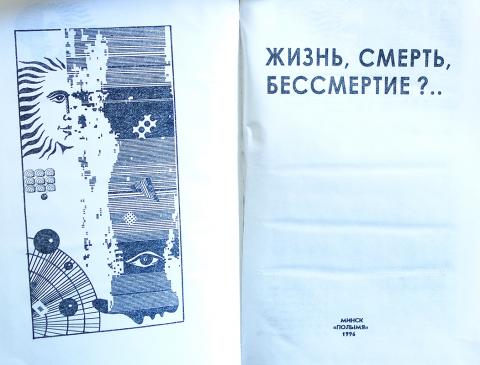 ЖИЗНЬ, СМЕРТЬ,
БЕССМЕРТИЕ ?..
МИНСК
«ПОЛЫМЯ»
1996